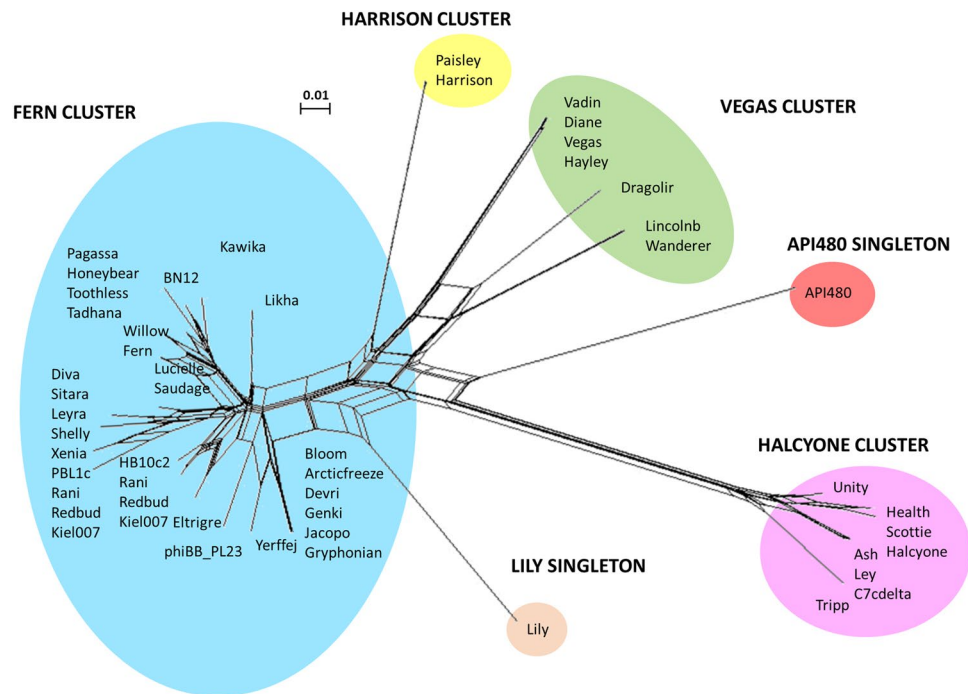 HARRISON CLUSTER
Paisley
Harrison
0.01
FERN CLUSTER
VEGAS CLUSTER
Vadin
Diane
Vegas
Hayley
Dragolir
Lincolnb
Wanderer
API480 SINGLETON
API480
Kawika
Pagassa
Honeybear
Toothless
Tadhana
BN12
Likha
Willow
Fern
Lucielle
Saudage
Diva
Sitara
Leyra
Shelly
Xenia
PBL1c
Rani
Redbud
Kiel007
HB10c2
Rani
Redbud
Kiel007
Eltrigre
phiBB_PL23
Yerffej
Bloom
Arcticfreeze
Devri
Genki
Jacopo
Gryphonian
HALCYONE CLUSTER
Unity
Health
Scottie
Halcyone
Ash
Ley
C7cdelta
Tripp
LILY SINGLETON
Lily